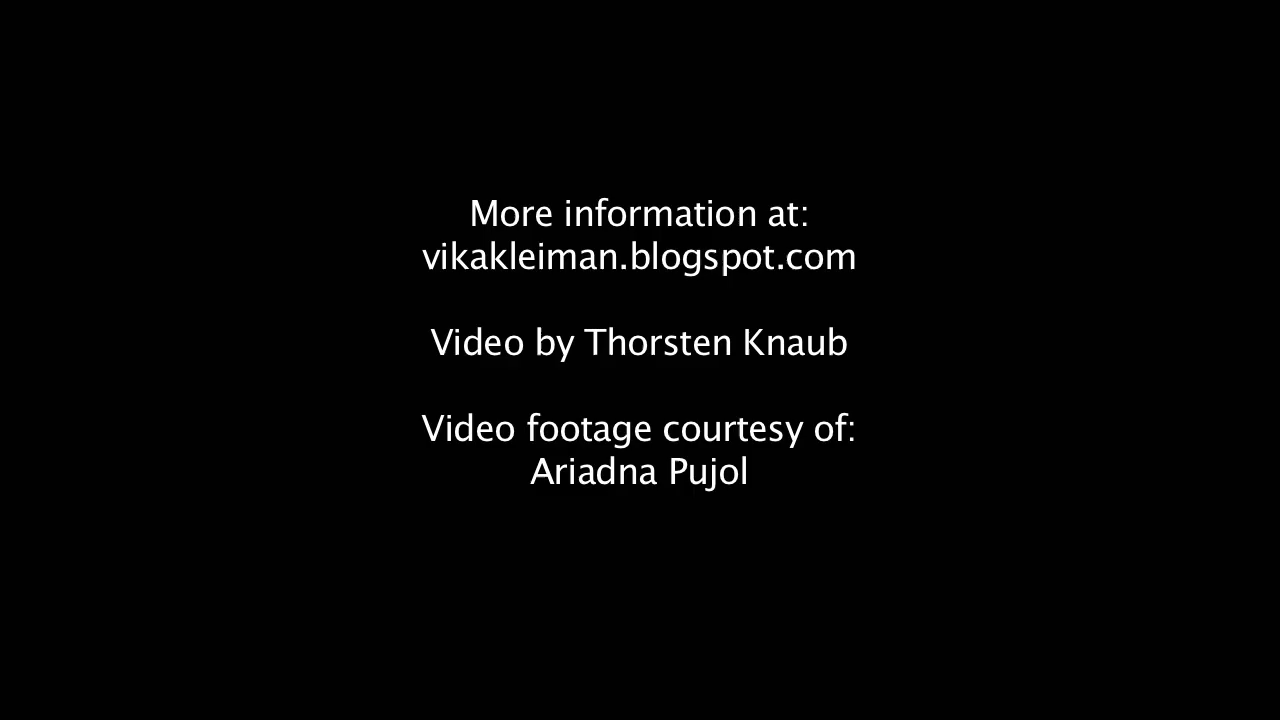 More information at:
vikakleiman.blogspot.com
Video by Thorsten Knaub
Video footage courtesy of:
Ariadna Pujol